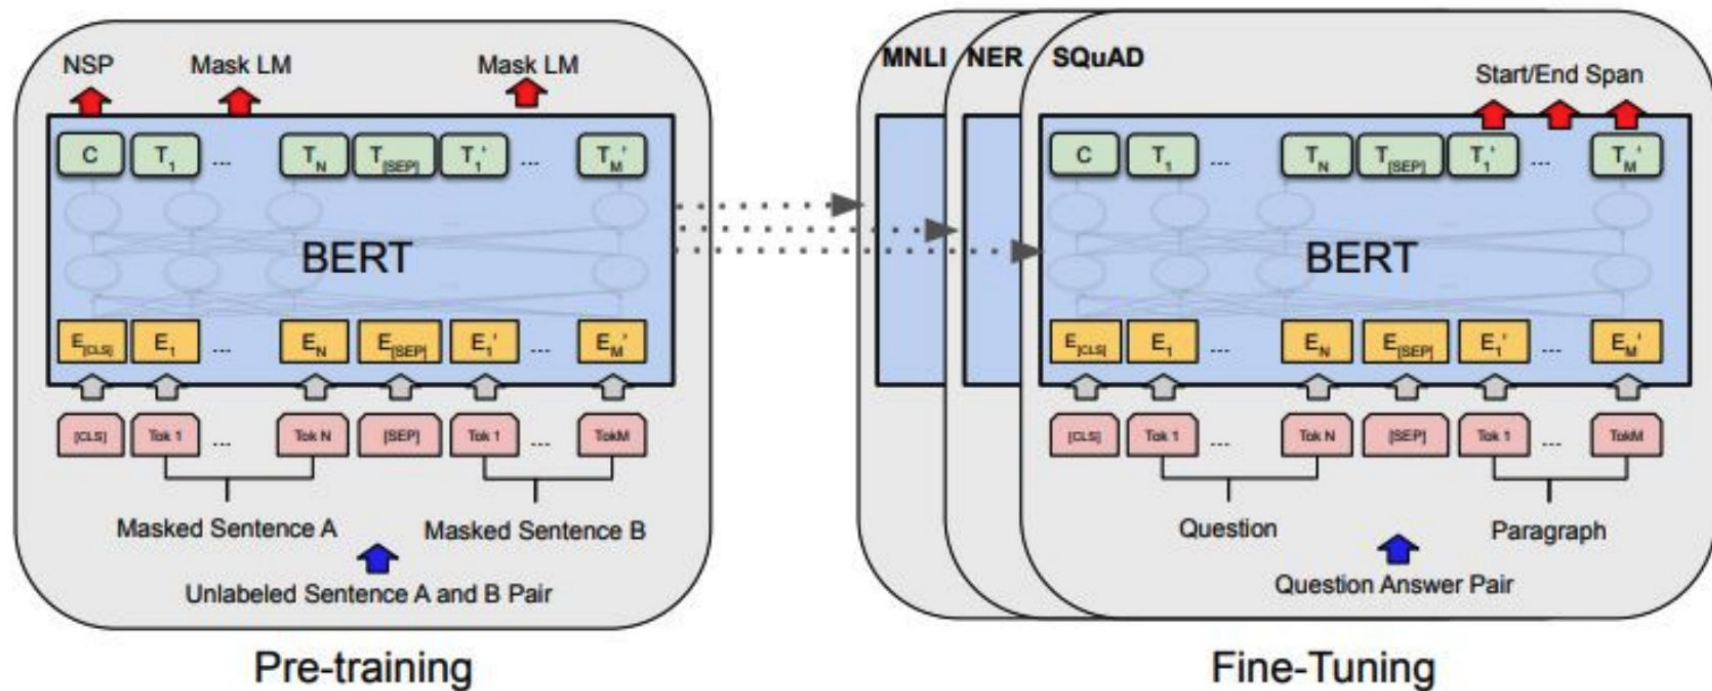 NSP Mask LM Mask LM
C T1 ... TN T[SEP] T1' ... TM'
BERT
E[CLS] E1 ... EN E[SEP] E1' ... EM'
[CLS] Tok 1 ... Tok N [SEP] Tok 1 ... TokM
Masked Sentence A Masked Sentence B
Unlabeled Sentence A and B Pair
Pre-training
MNLI NER SQuAD
Start/End Span
C T1 ... TN T[SEP] T1' ... TM'
BERT
E[CLS] E1 ... EN E[SEP] E1' ... EM'
[CLS] Tok 1 ... Tok N [SEP] Tok 1 ... TokM
Question Paragraph
Question Answer Pair
Fine-Tuning